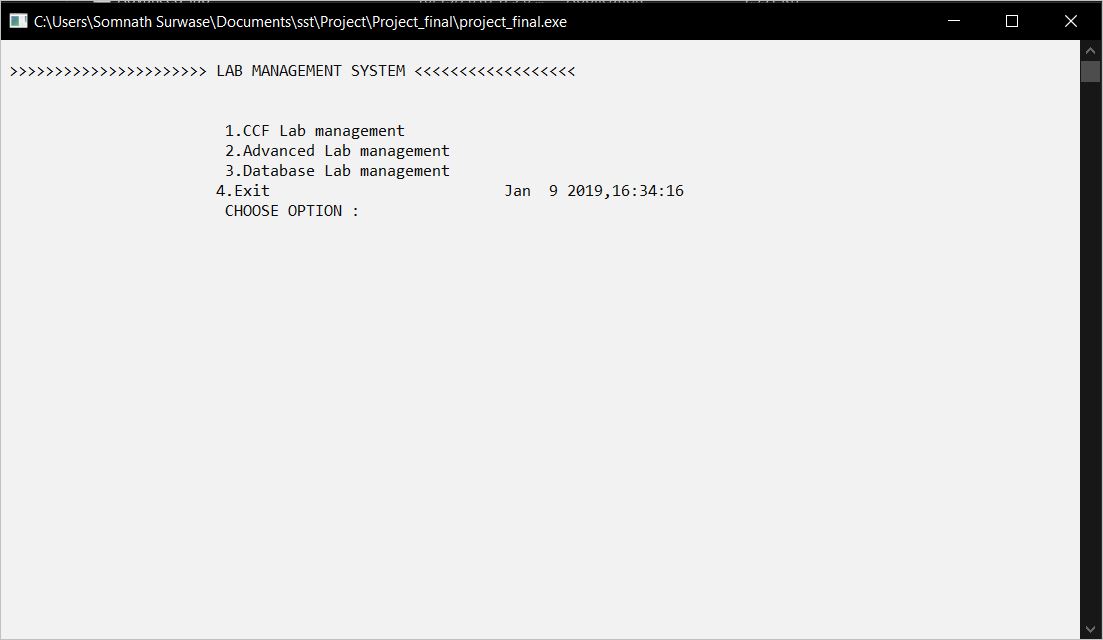 C:\Users\Somnath Surwase\Documents\sst\Project\Project_final\project_final.exe
>>>>>>>>>>>>>>>>>>>>>> LAB MANAGEMENT SYSTEM <<<<<<<<<<<<<<<<<<
1.CCF Lab management
2.Advanced Lab management
3.Database Lab management
4.Exit Jan  9 2019,16:34:16
CHOOSE OPTION :